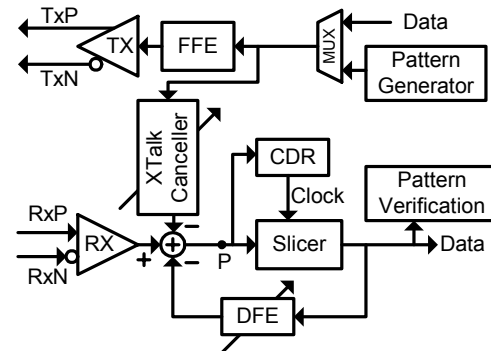 TxP
TxN
TX
FFE
MUX
Data
Pattern
Generator
XTalk
Canceller
CDR
Clock
Pattern
Verification
RxP
RxN
RX
+
−
+
−
P
Slicer
Data
DFE